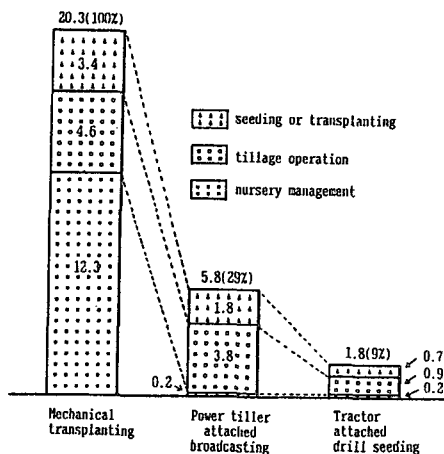 20.3(100%)
3.4
4.6
12.3
seeding or transplanting
tillage operation
nursery management
5.8(29%)
1.8
3.8
0.2
1.8(9%)
0.7
0.9
0.2
Mechanical
transplanting
Power tiller
attached
broadcasting
Tractor
attached
drill seeding